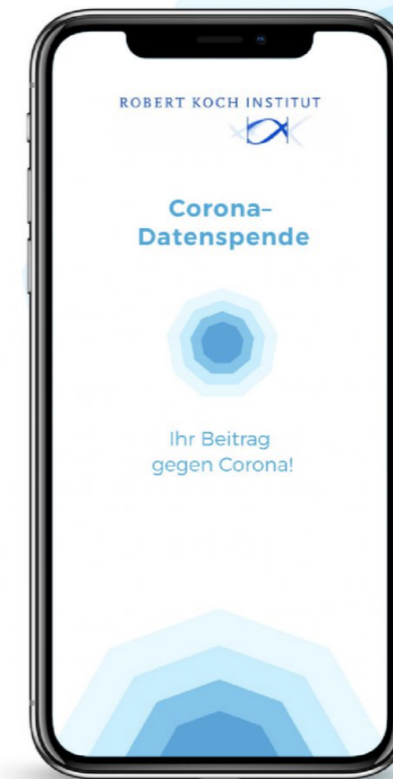 ROBERT KOCH INSTITUT
Corona–
Datenspende
Ihr Beitrag
gegen Corona!